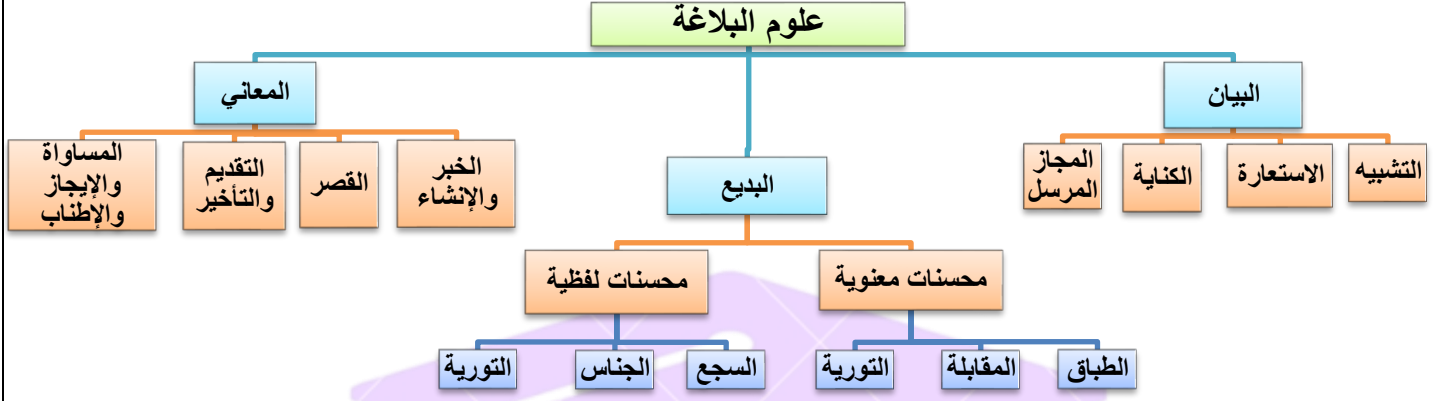 علوم البلاغة
البيان
التشبيه
الاستعارة
الكناية
المجاز
المرسل
البديع
محسنات معنوية
الطباق
المقابلة
التورية
محسنات لفظية
السجع
الجناس
التورية
المعاني
الخبر
والإنشاء
القصر
التقديم
والتأخير
المساواة
والإيجاز
والإطناب